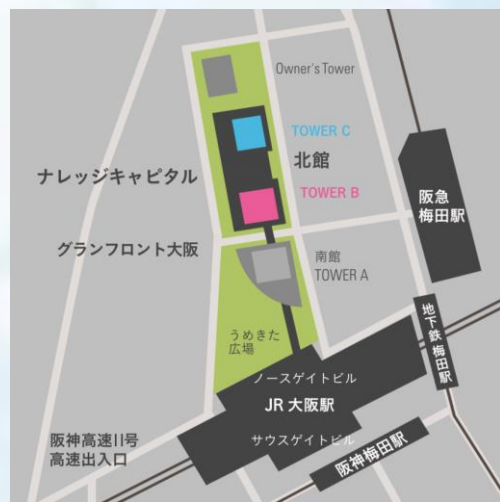 Owner's Tower
TOWER C
北館
TOWER B
ナレッジキャピタル
阪急
梅田駅
グランフロント大阪
南館
TOWER A
うめきた
広場
地下鉄 梅田駅
ノースゲイトビル
JR 大阪駅
サウスゲイトビル
阪神高速II号
高速出入口
阪神梅田駅